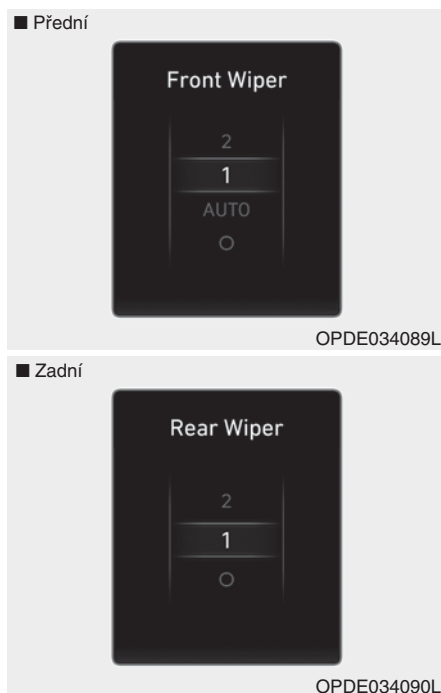 ■ Přední
Front Wiper
2
1
AUTO
O
OPDE034089L
■ Zadní
Rear Wiper
2
1
O
OPDE034090L